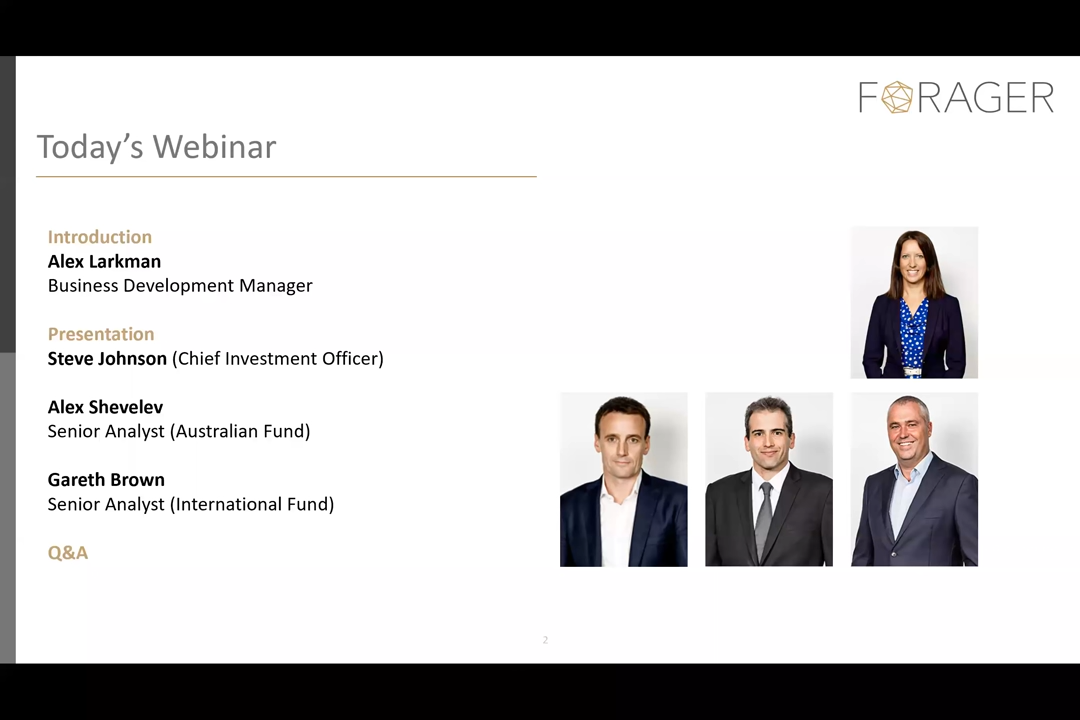 FORAGER
Today’s Webinar
Introduction
Alex Larkman
Business Development Manager
Presentation
Steve Johnson (Chief Investment Officer)
Alex Shevelev
Senior Analyst (Australian Fund)
Gareth Brown
Senior Analyst (International Fund)
Q&A
2